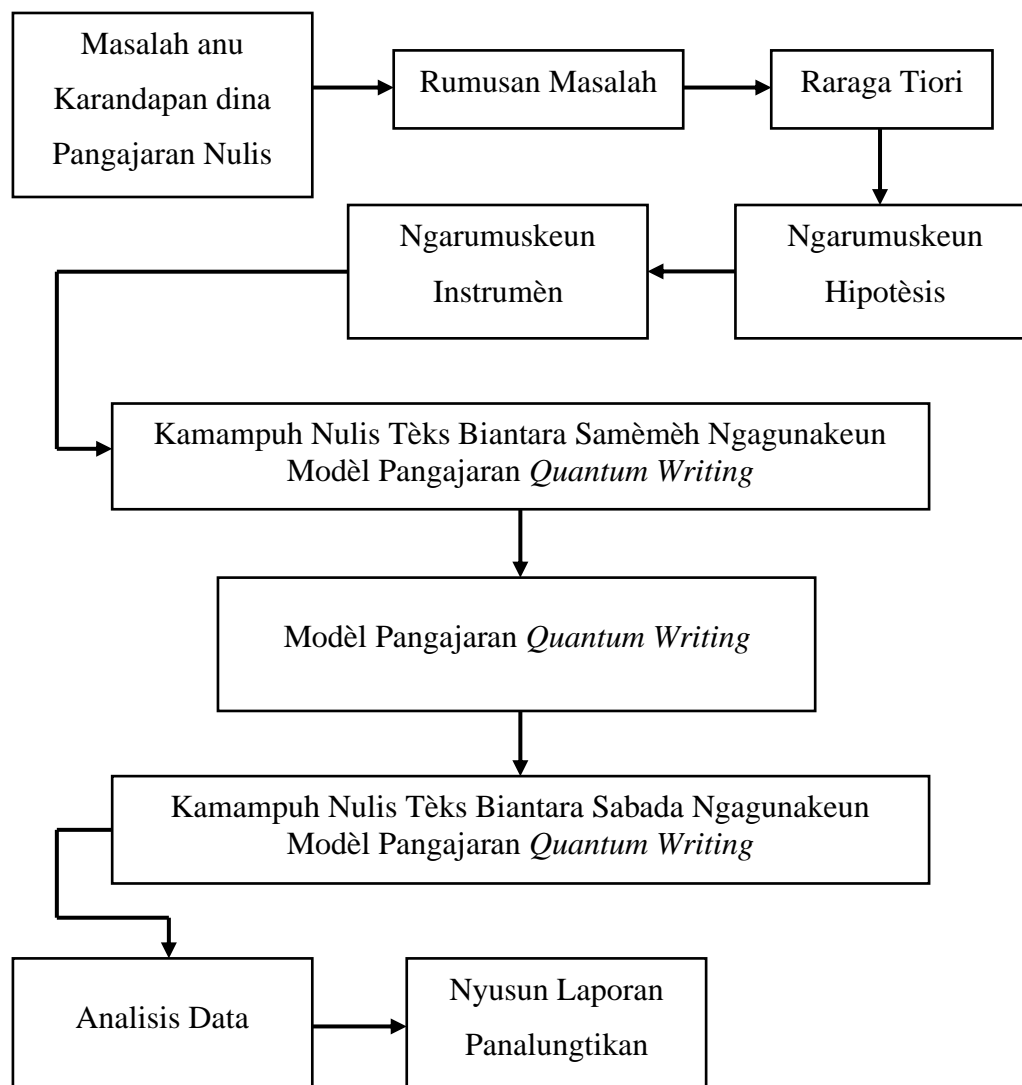 Masalah anu
Karandapan dina
Pangajaran Nulis
Rumusan Masalah
Raraga Tiori
Ngarumuskeun
Hipotèsis
Ngarumuskeun
Instrumèn
Kamampuh Nulis Tèks Biantara Samèmèh Ngagunakeun
Modèl Pangajaran Quantum Writing
Modèl Pangajaran Quantum Writing
Kamampuh Nulis Tèks Biantara Sabada Ngagunakeun
Modèl Pangajaran Quantum Writing
Analisis Data
Nyusun Laporan
Panalungtikan